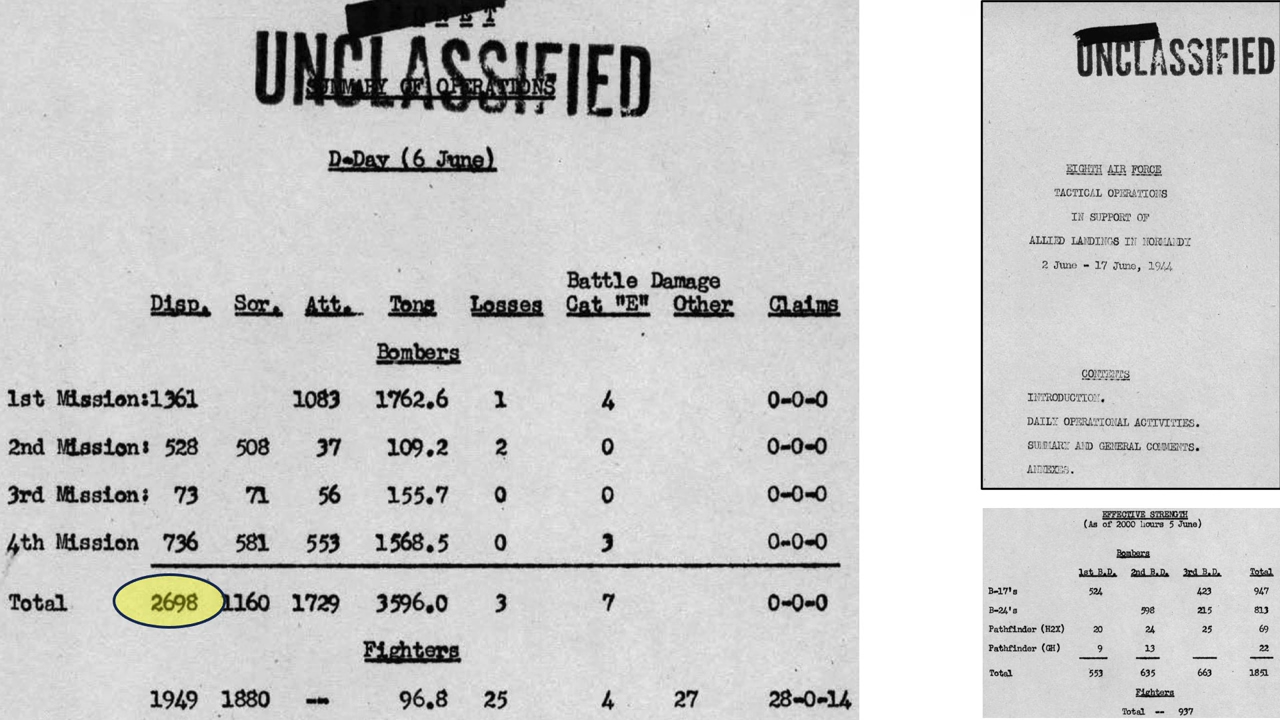 SECRET
UNCLASSIFIED
SUMMARY OF OPERATIONS
D-Day (6 June)
Battle Damage
Disp. Sor. Att. Tons Losses Cat "E" Other Claims
Bombers
1st Mission: 1361 1083 1762.6 1 4 0-0-0
2nd Mission: 528 508 37 109.2 2 0 0-0-0
3rd Mission: 73 71 56 155.7 0 0 0-0-0
4th Mission 736 581 553 1568.5 0 3 0-0-0
Total 2698 1160 1729 3596.0 3 7 0-0-0
Fighters
1949 1880 -- 96.8 25 4 27 28-0-14
UNCLASSIFIED
EIGHTH AIR FORCE
TACTICAL OPERATIONS
IN SUPPORT OF
ALLIED LANDINGS IN NORMANDY
2 June - 17 June, 1944
CONTENTS
INTRODUCTION.
DAILY OPERATIONAL ACTIVITIES.
SUMMARY AND GENERAL COMMENTS.
ANNEXES.
EFFECTIVE STRENGTH
(As of 2000 hours 5 June)
Bombers
1st B.D. 2nd B.D. 3rd B.D. Total
B-17's 524 423 947
B-24's 598 215 813
Pathfinder (H2X) 20 24 25 69
Pathfinder (GH) 9 13 22
Total 553 635 663 1851
Fighters
Total -- 937